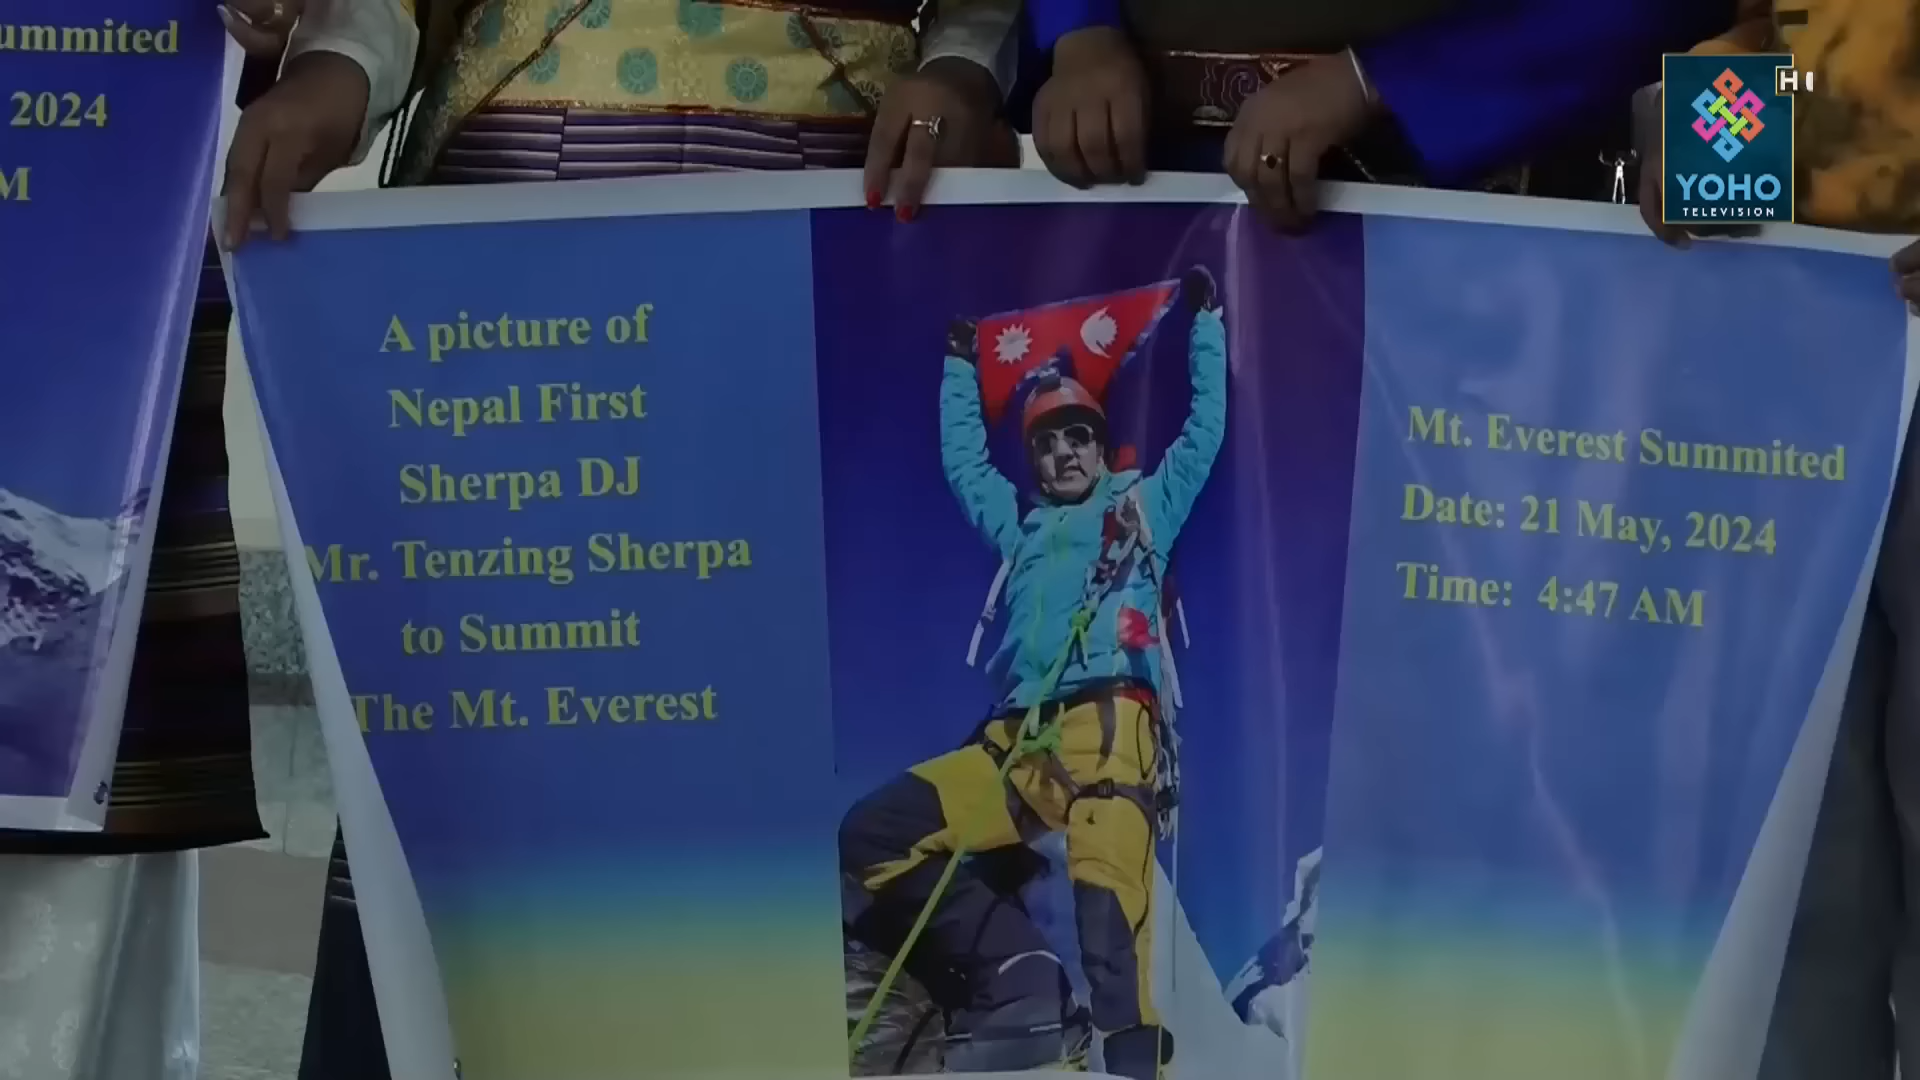 ummited
2024
M
A picture of
Nepal First
Sherpa DJ
Mr. Tenzing Sherpa
to Summit
The Mt. Everest
Mt. Everest Summited
Date: 21 May, 2024
Time: 4:47 AM
H
YOHO
TELEVISION